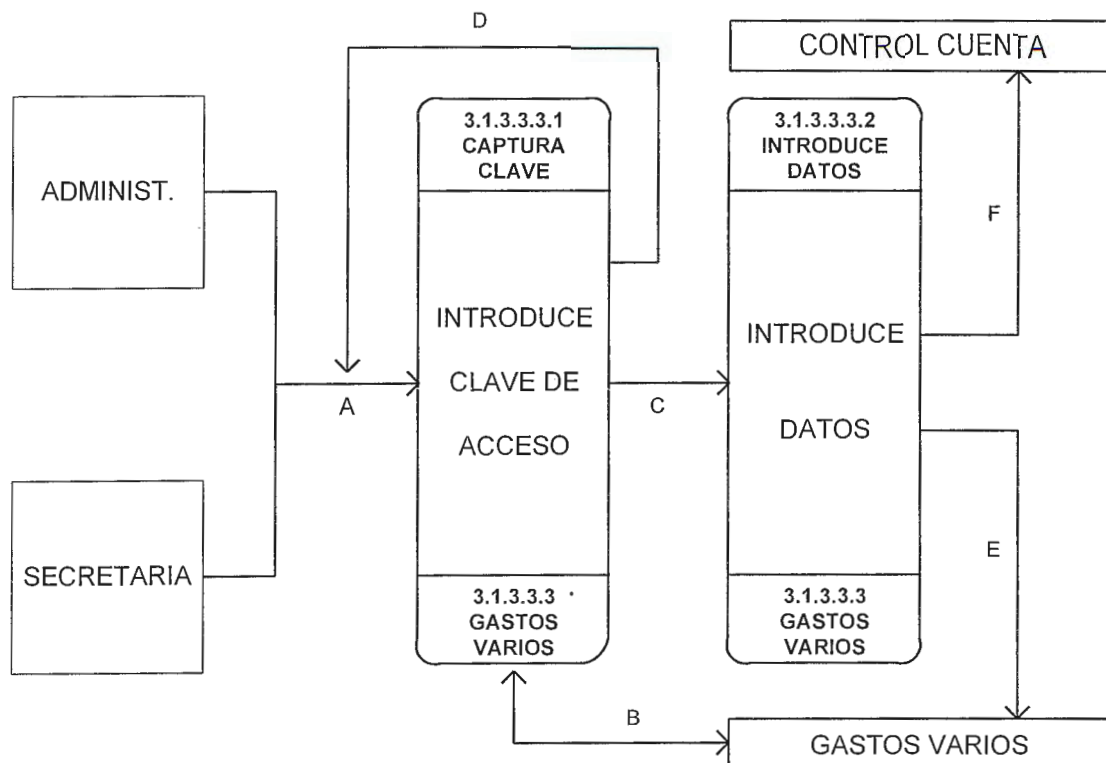 D
CONTROL CUENTA
ADMINIST.
3.1.3.3.3.1
CAPTURA
CLAVE
3.1.3.3.3.2
INTRODUCE
DATOS
F
INTRODUCE
CLAVE DE
ACCESO
INTRODUCE
DATOS
A
C
SECRETARIA
E
3.1.3.3.3
GASTOS
VARIOS
3.1.3.3.3
GASTOS
VARIOS
B
GASTOS VARIOS